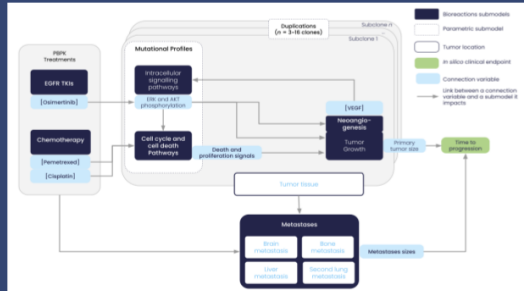 Duplications
(n = 3-16 clones)
Subclone n
Subclone 1
PBPK
Treatments
EGFR TKIs
[Osimertinib]
Chemotherapy
[Pemetrexed]
[Cisplatin]
Mutational Profiles
Intracellular
signalling
pathways
ERK and AKT
phosphorylation
Cell cycle and
cell death
Pathways
Death and
proliferation signals
[VEGF]
Neoangio-
genesis
Tumor
Growth
Primary
tumor size
Time to
progression
Tumor tissue
Metastases
Brain
metastasis
Bone
metastasis
Liver
metastasis
Second lung
metastasis
Metastases sizes
Bioreactions submodels
Parametric submodel
Tumor location
In silico clinical endpoint
Connection variable
Link between a connection
variable and a submodel it
impacts